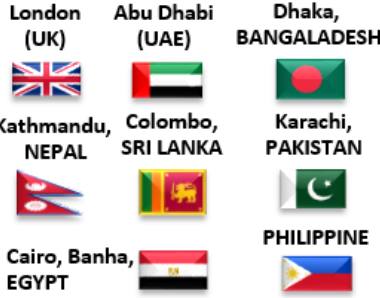 London
(UK)
Abu Dhabi
(UAE)
Dhaka,
BANGALADESH
Kathmandu,
NEPAL
Colombo,
SRI LANKA
Karachi,
PAKISTAN
Cairo, Banha,
EGYPT
PHILIPPINE